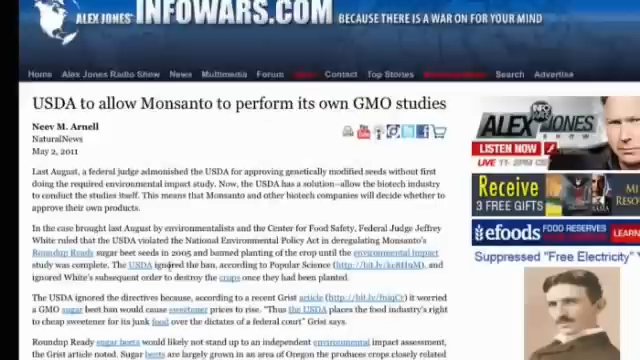 ALEX JONES' INFOWARS.COM BECAUSE THERE IS A WAR ON FOR YOUR MIND
Home Alex Jones Radio Show News Multimedia Forum Contact Top Stories Search Advertise
USDA to allow Monsanto to perform its own GMO studies
Neev M. Arnell
NaturalNews
May 2, 2011
Last August, a federal judge admonished the USDA for approving genetically modified seeds without first
doing the required environmental impact study. Now, the USDA has a solution—allow the biotech industry
to conduct the studies itself. This means that Monsanto and other biotech companies will decide whether to
approve their own products.
In the case brought last August by environmentalists and the Center for Food Safety, Federal Judge Jeffrey
White ruled that the USDA violated the National Environmental Policy Act in deregulating Monsanto's
Roundup Ready sugar beet seeds in 2005 and banned planting of the crop until the environmental impact
study was complete. The USDA ignored the ban, according to Popular Science and
ignored White's subsequent order to destroy the crops once they had been planted.
The USDA ignored the directives because, according to a recent Grist article it worried
a GMO sugar beet ban would cause sweetener prices to rise. "Thus the USDA places the food industry's right
to cheap sweetener for its junk food over the dictates of a federal court" Grist says.
Roundup Ready sugar beets would likely not stand up to an independent environmental impact assessment,
the Grist article noted. Sugar beets are largely grown in an area of Oregon the produces crops closely related
INFO WARS
ALEX JONES
SHOW
LISTEN NOW
LIVE 11-
Receive
3 FREE GIFTS
efoods
FOOD SHORTAGES
LEARN
Suppressed "Free Electricity"